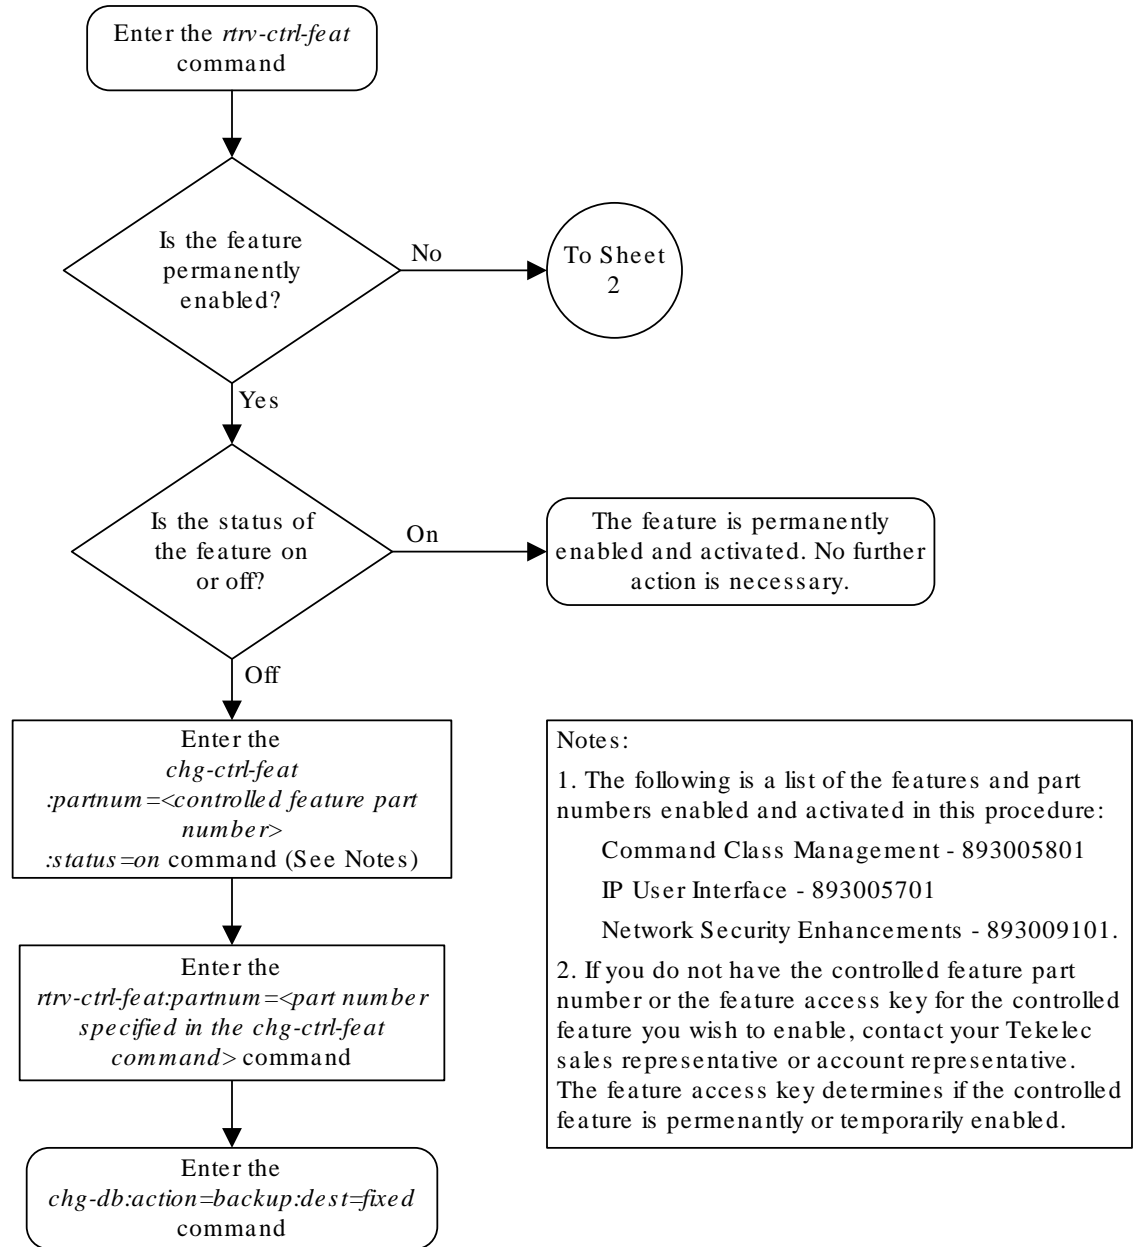 Enter the rtrv-ctrl-feat
command
Is the feature
permanently
enabled?
No
To Sheet
2
Yes
Is the status of
the feature on
or off?
On
The feature is permanently
enabled and activated. No further
action is necessary.
Off
Enter the
chg-ctrl-feat
:partnum=<controlled feature part
number>
:status=on command (See Notes)
Enter the
rtrv-ctrl-feat:partnum=<part number
specified in the chg-ctrl-feat
command> command
Enter the
chg-db:action=backup:dest=fixed
command
Notes:
1. The following is a list of the features and part
numbers enabled and activated in this procedure:
Command Class Management - 893005801
IP User Interface - 893005701
Network Security Enhancements - 893009101.
2. If you do not have the controlled feature part
number or the feature access key for the controlled
feature you wish to enable, contact your Tekelec
sales representative or account representative.
The feature access key determines if the controlled
feature is permenantly or temporarily enabled.